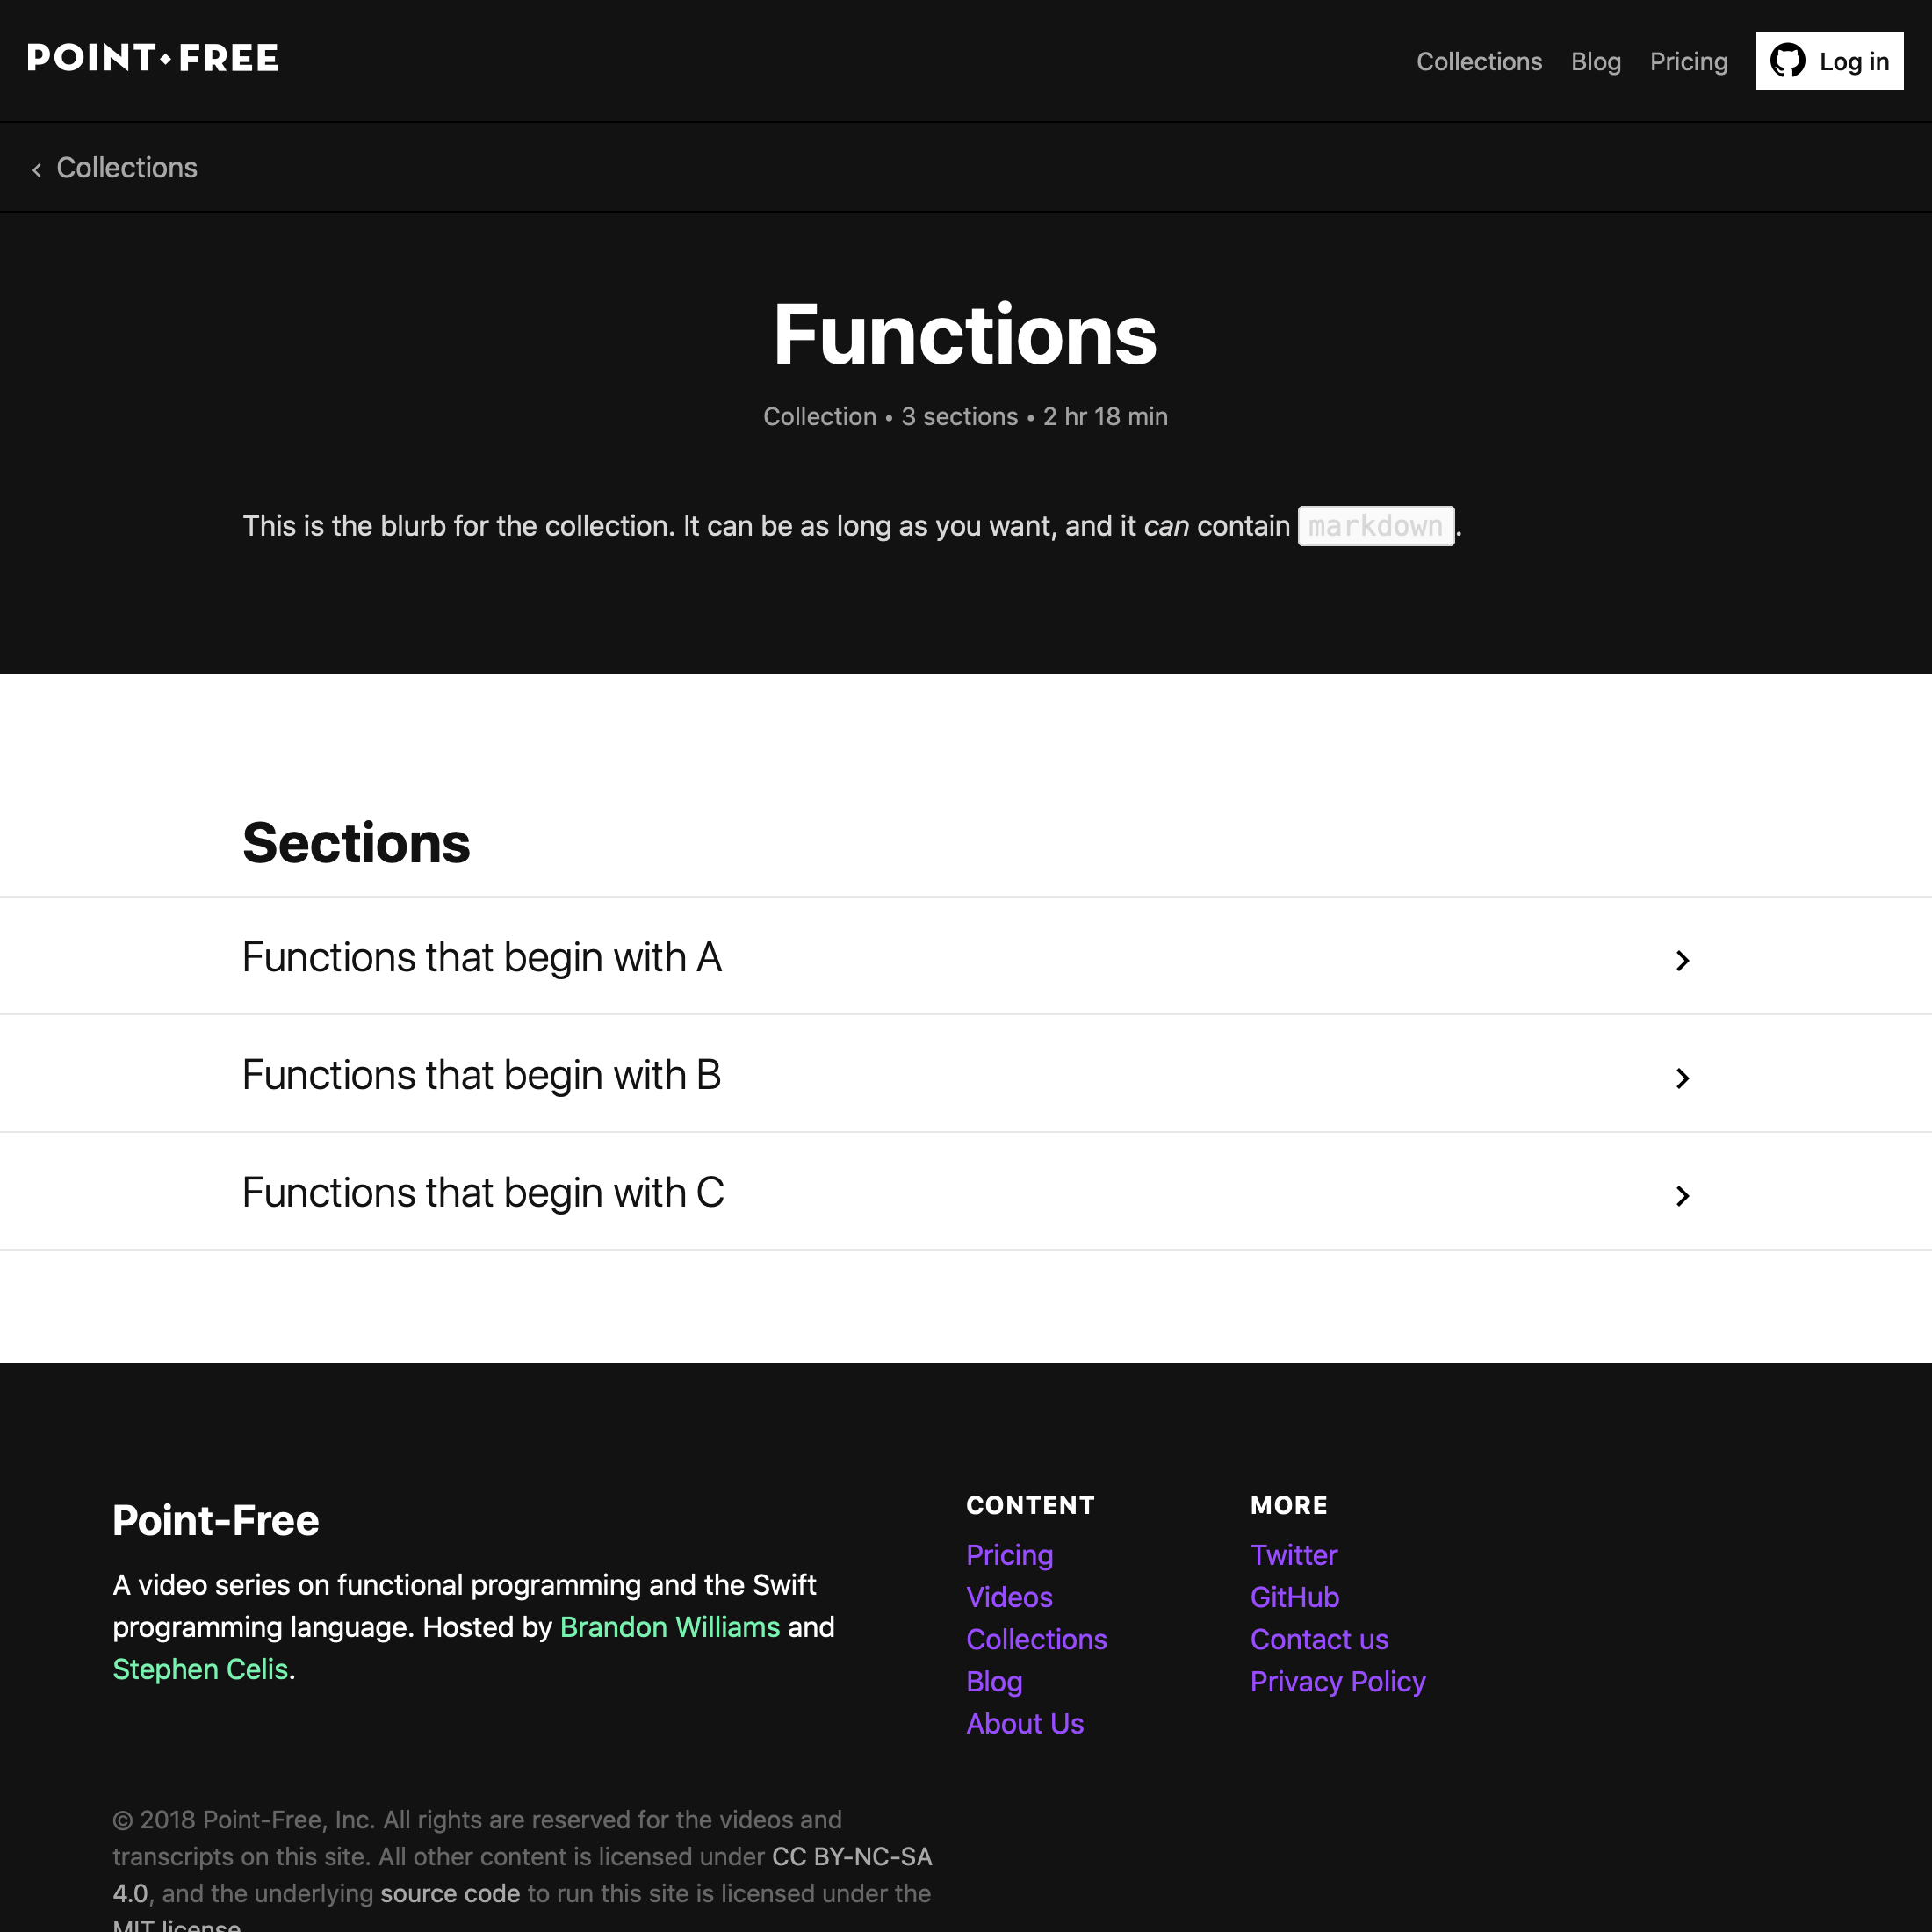 POINT•FREE
Collections Blog Pricing Log in
‹ Collections
Functions
Collection • 3 sections • 2 hr 18 min
This is the blurb for the collection. It can be as long as you want, and it can contain markdown.
Sections
Functions that begin with A
Functions that begin with B
Functions that begin with C
Point-Free
A video series on functional programming and the Swift
programming language. Hosted by Brandon Williams and
Stephen Celis.
CONTENT
Pricing
Videos
Collections
Blog
About Us
MORE
Twitter
GitHub
Contact us
Privacy Policy
© 2018 Point-Free, Inc. All rights are reserved for the videos and
transcripts on this site. All other content is licensed under CC BY-NC-SA
4.0, and the underlying source code to run this site is licensed under the
MIT license